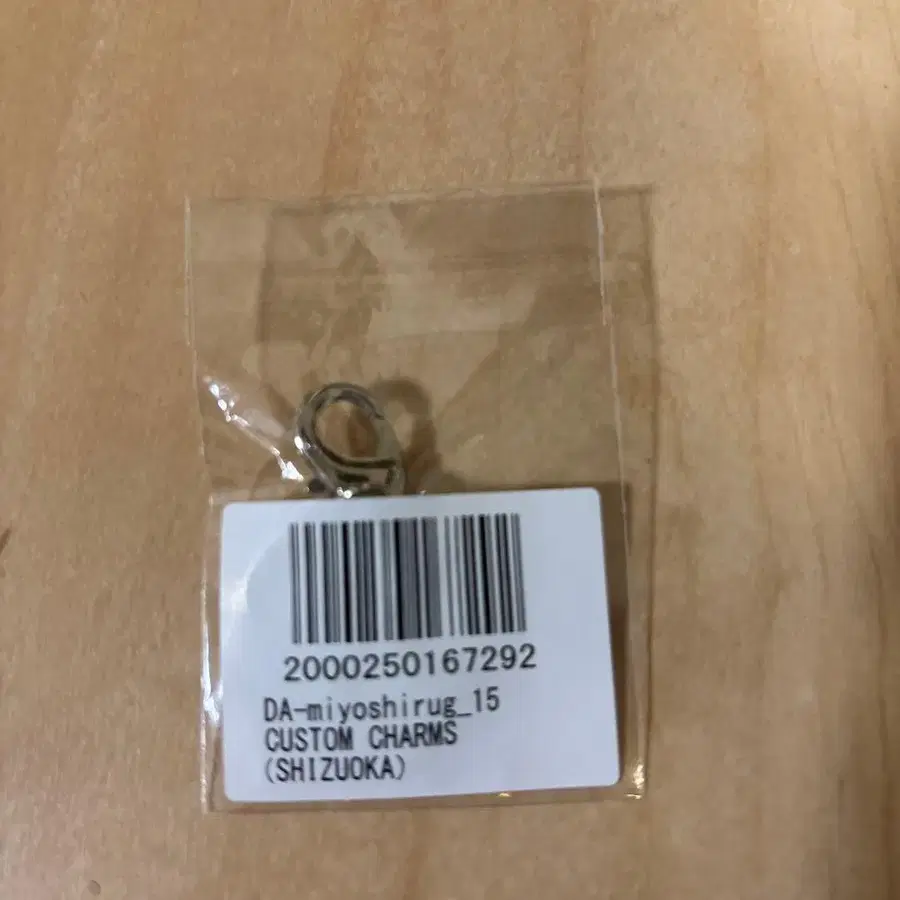 2000250167292
DA-miyoshirug_15
CUSTOM CHARMS
(SHIZUOKA)